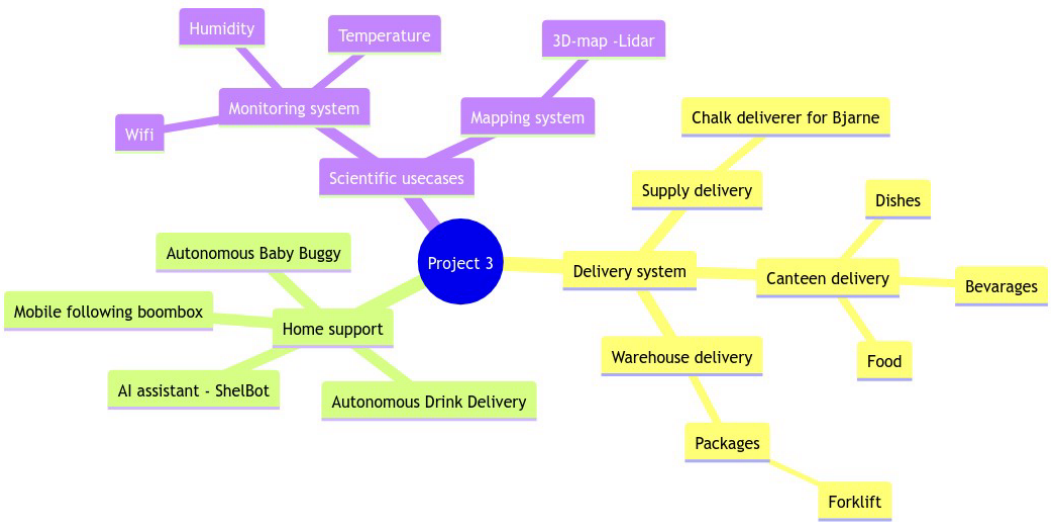 Humidity
Temperature
3D-map -Lidar
Monitoring system
Wifi
Mapping system
Scientific usecases
Chalk deliverer for Bjarne
Supply delivery
Dishes
Project 3
Delivery system
Canteen delivery
Bevarages
Food
Warehouse delivery
Packages
Forklift
Autonomous Baby Buggy
Mobile following boombox
Home support
AI assistant - ShelBot
Autonomous Drink Delivery